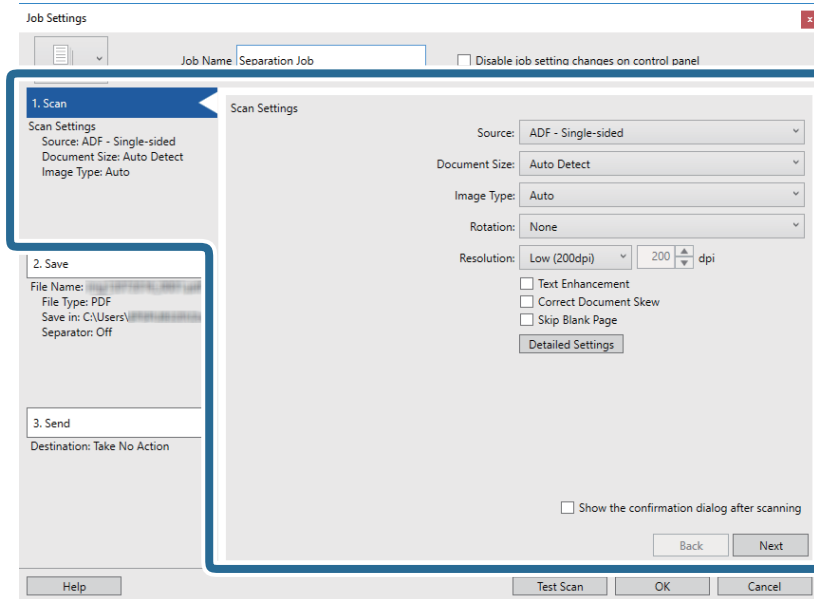 Job Settings
x
Job Name Separation Job Disable job setting changes on control panel
1. Scan
Scan Settings
Source: ADF - Single-sided
Document Size: Auto Detect
Image Type: Auto
2. Save
File Name:
File Type: PDF
Save in: C:\Users\
Separator: Off
3. Send
Destination: Take No Action
Scan Settings
Source: ADF - Single-sided
Document Size: Auto Detect
Image Type: Auto
Rotation: None
Resolution: Low (200dpi) 200 dpi
Text Enhancement
Correct Document Skew
Skip Blank Page
Detailed Settings
Show the confirmation dialog after scanning
Back Next
Help Test Scan OK Cancel